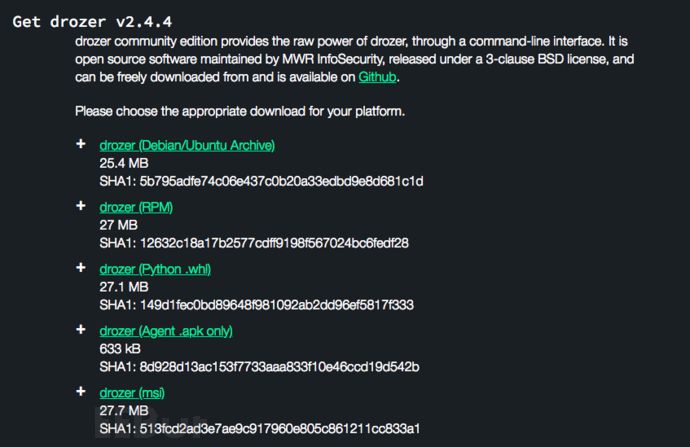 Get drozer v2.4.4
drozer community edition provides the raw power of drozer, through a command-line interface. It is
open source software maintained by MWR InfoSecurity, released under a 3-clause BSD license, and
can be freely downloaded from and is available on Github.
Please choose the appropriate download for your platform.
+ drozer (Debian/Ubuntu Archive)
25.4 MB
SHA1: 5b795adfe74c06e437c0b20a33edbd9e8d681c1d
+ drozer (RPM)
27 MB
SHA1: 12632c18a17b2577cdff9198f567024bc6fedf28
+ drozer (Python .whl)
27.1 MB
SHA1: 149d1fec0bd89648f981092ab2dd96ef5817f333
+ drozer (Agent .apk only)
633 kB
SHA1: 8d928d13ac153f7733aaa833f10e46ccd19d542b
+ drozer (msi)
27.7 MB
SHA1: 513fcd2ad3e7ae9c917960e805c861211cc833a1